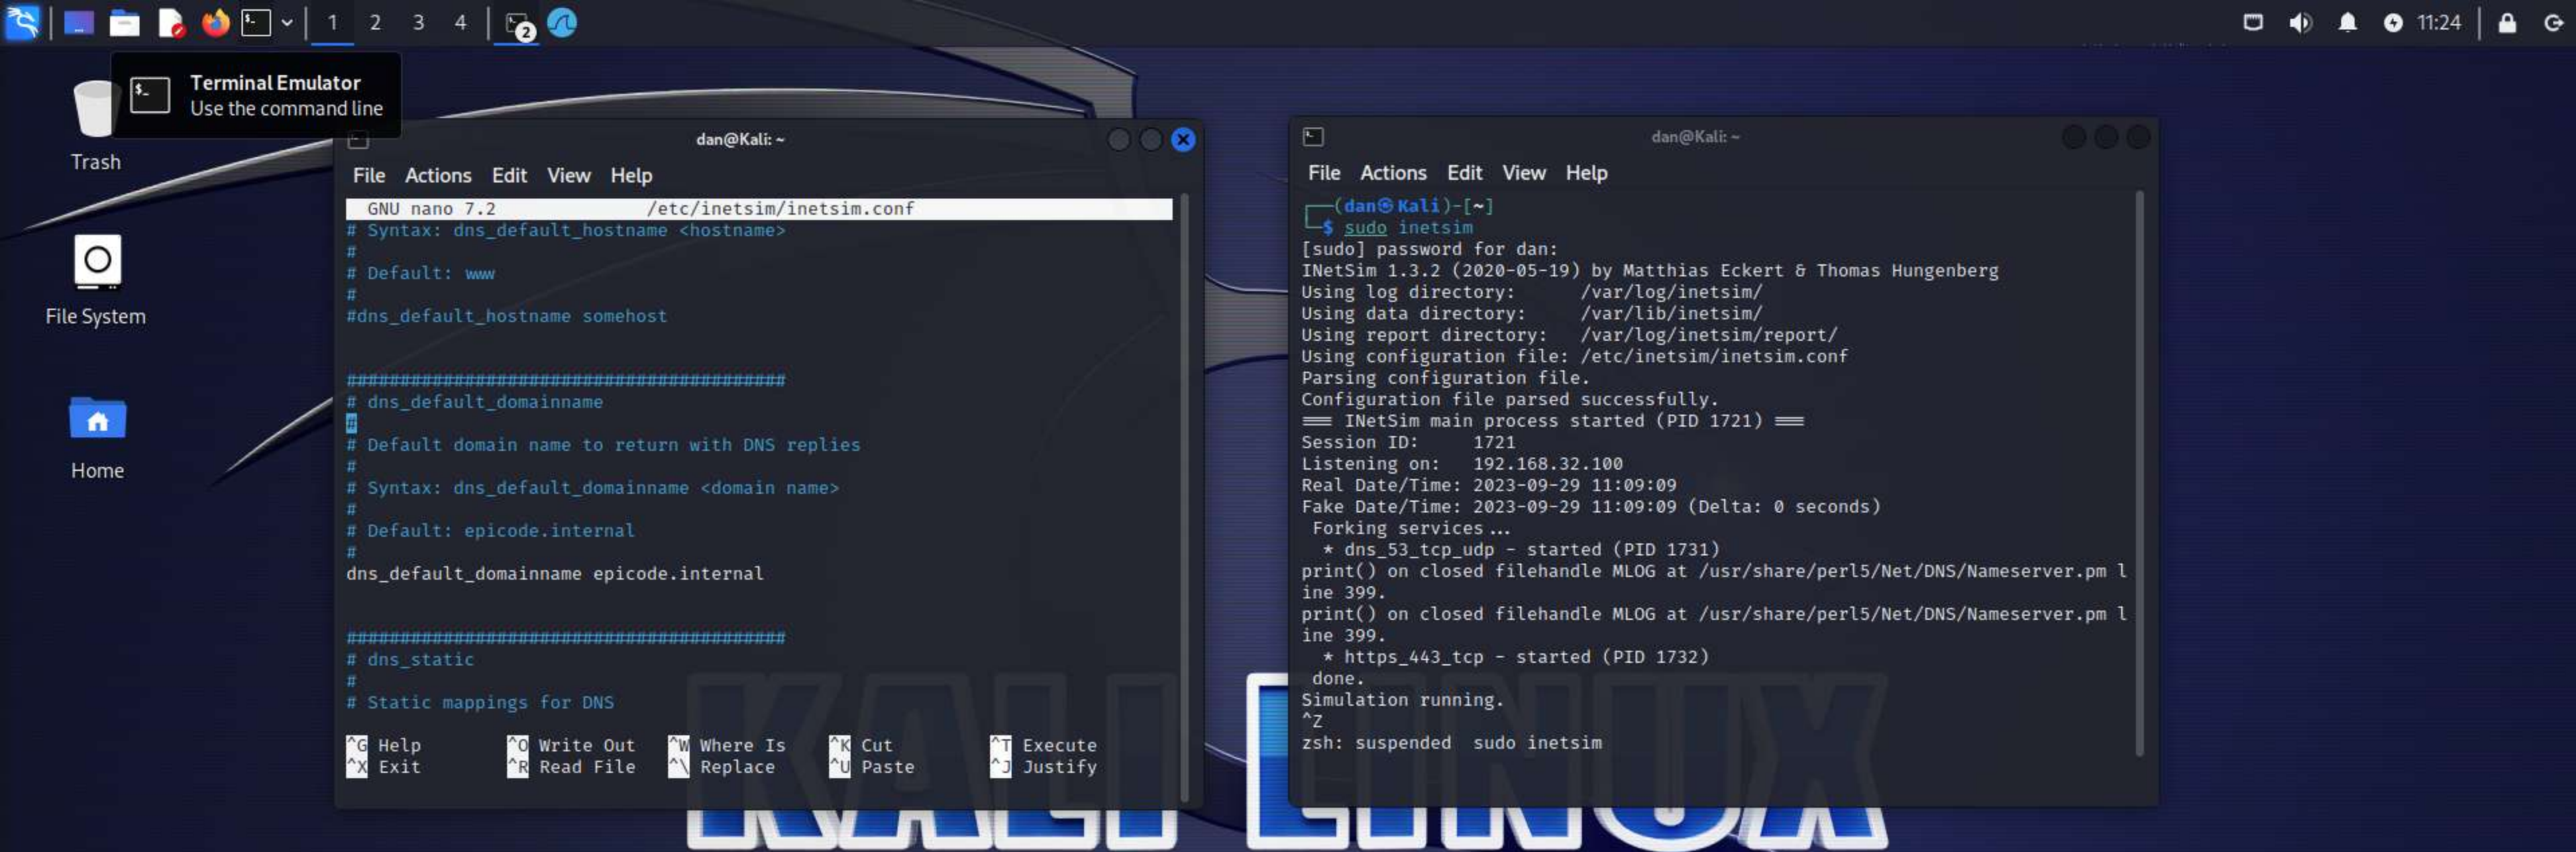 1 2 3 4 2 11:24
Terminal Emulator
Use the command line
Trash
File System
Home
dan@Kali: ~
File Actions Edit View Help
GNU nano 7.2 /etc/inetsim/inetsim.conf
# Syntax: dns_default_hostname <hostname>
#
# Default: www
#
#dns_default_hostname somehost
#########################################
# dns_default_domainname
#
# Default domain name to return with DNS replies
#
# Syntax: dns_default_domainname <domain name>
#
# Default: epicode.internal
#
dns_default_domainname epicode.internal
#########################################
# dns_static
#
# Static mappings for DNS
^G Help ^O Write Out ^W Where Is ^K Cut ^T Execute
^X Exit ^R Read File ^\ Replace ^U Paste ^J Justify
dan@Kali: ~
File Actions Edit View Help
┌──(dan㉿Kali)-[~]
└─$ sudo inetsim
[sudo] password for dan:
INetSim 1.3.2 (2020-05-19) by Matthias Eckert & Thomas Hungenberg
Using log directory: /var/log/inetsim/
Using data directory: /var/lib/inetsim/
Using report directory: /var/log/inetsim/report/
Using configuration file: /etc/inetsim/inetsim.conf
Parsing configuration file.
Configuration file parsed successfully.
=== INetSim main process started (PID 1721) ===
Session ID: 1721
Listening on: 192.168.32.100
Real Date/Time: 2023-09-29 11:09:09
Fake Date/Time: 2023-09-29 11:09:09 (Delta: 0 seconds)
Forking services...
* dns_53_tcp_udp - started (PID 1731)
print() on closed filehandle MLOG at /usr/share/perl5/Net/DNS/Nameserver.pm l
ine 399.
print() on closed filehandle MLOG at /usr/share/perl5/Net/DNS/Nameserver.pm l
ine 399.
* https_443_tcp - started (PID 1732)
done.
Simulation running.
^Z
zsh: suspended sudo inetsim
KALI LINUX